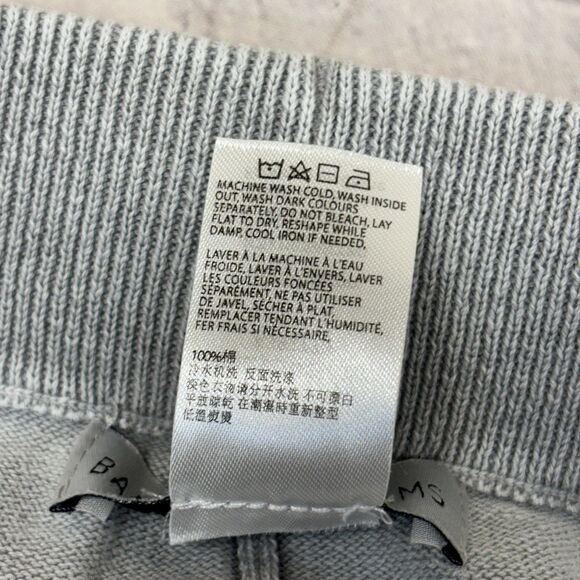 MACHINE WASH COLD, WASH INSIDE
OUT, WASH DARK COLOURS
SEPARATELY, DO NOT BLEACH, LAY
FLAT TO DRY, RESHAPE WHILE
DAMP, COOL IRON IF NEEDED,
LAVER À LA MACHINE À L'EAU
FROIDE, LAVER À L'ENVERS, LAVER
LES COULEURS FONCÉES
SÉPARÉMENT, NE PAS UTILISER
DE JAVEL, SÉCHER À PLAT,
REMPLACER TENDANT L'HUMIDITÉ,
FER FRAIS SI NÉCESSAIRE,
100%棉
冷水机洗 反面洗涤
深色衣物请分开水洗 不可漂白
平放晾乾 在潮濕時重新整型
低溫熨燙
BA
MS